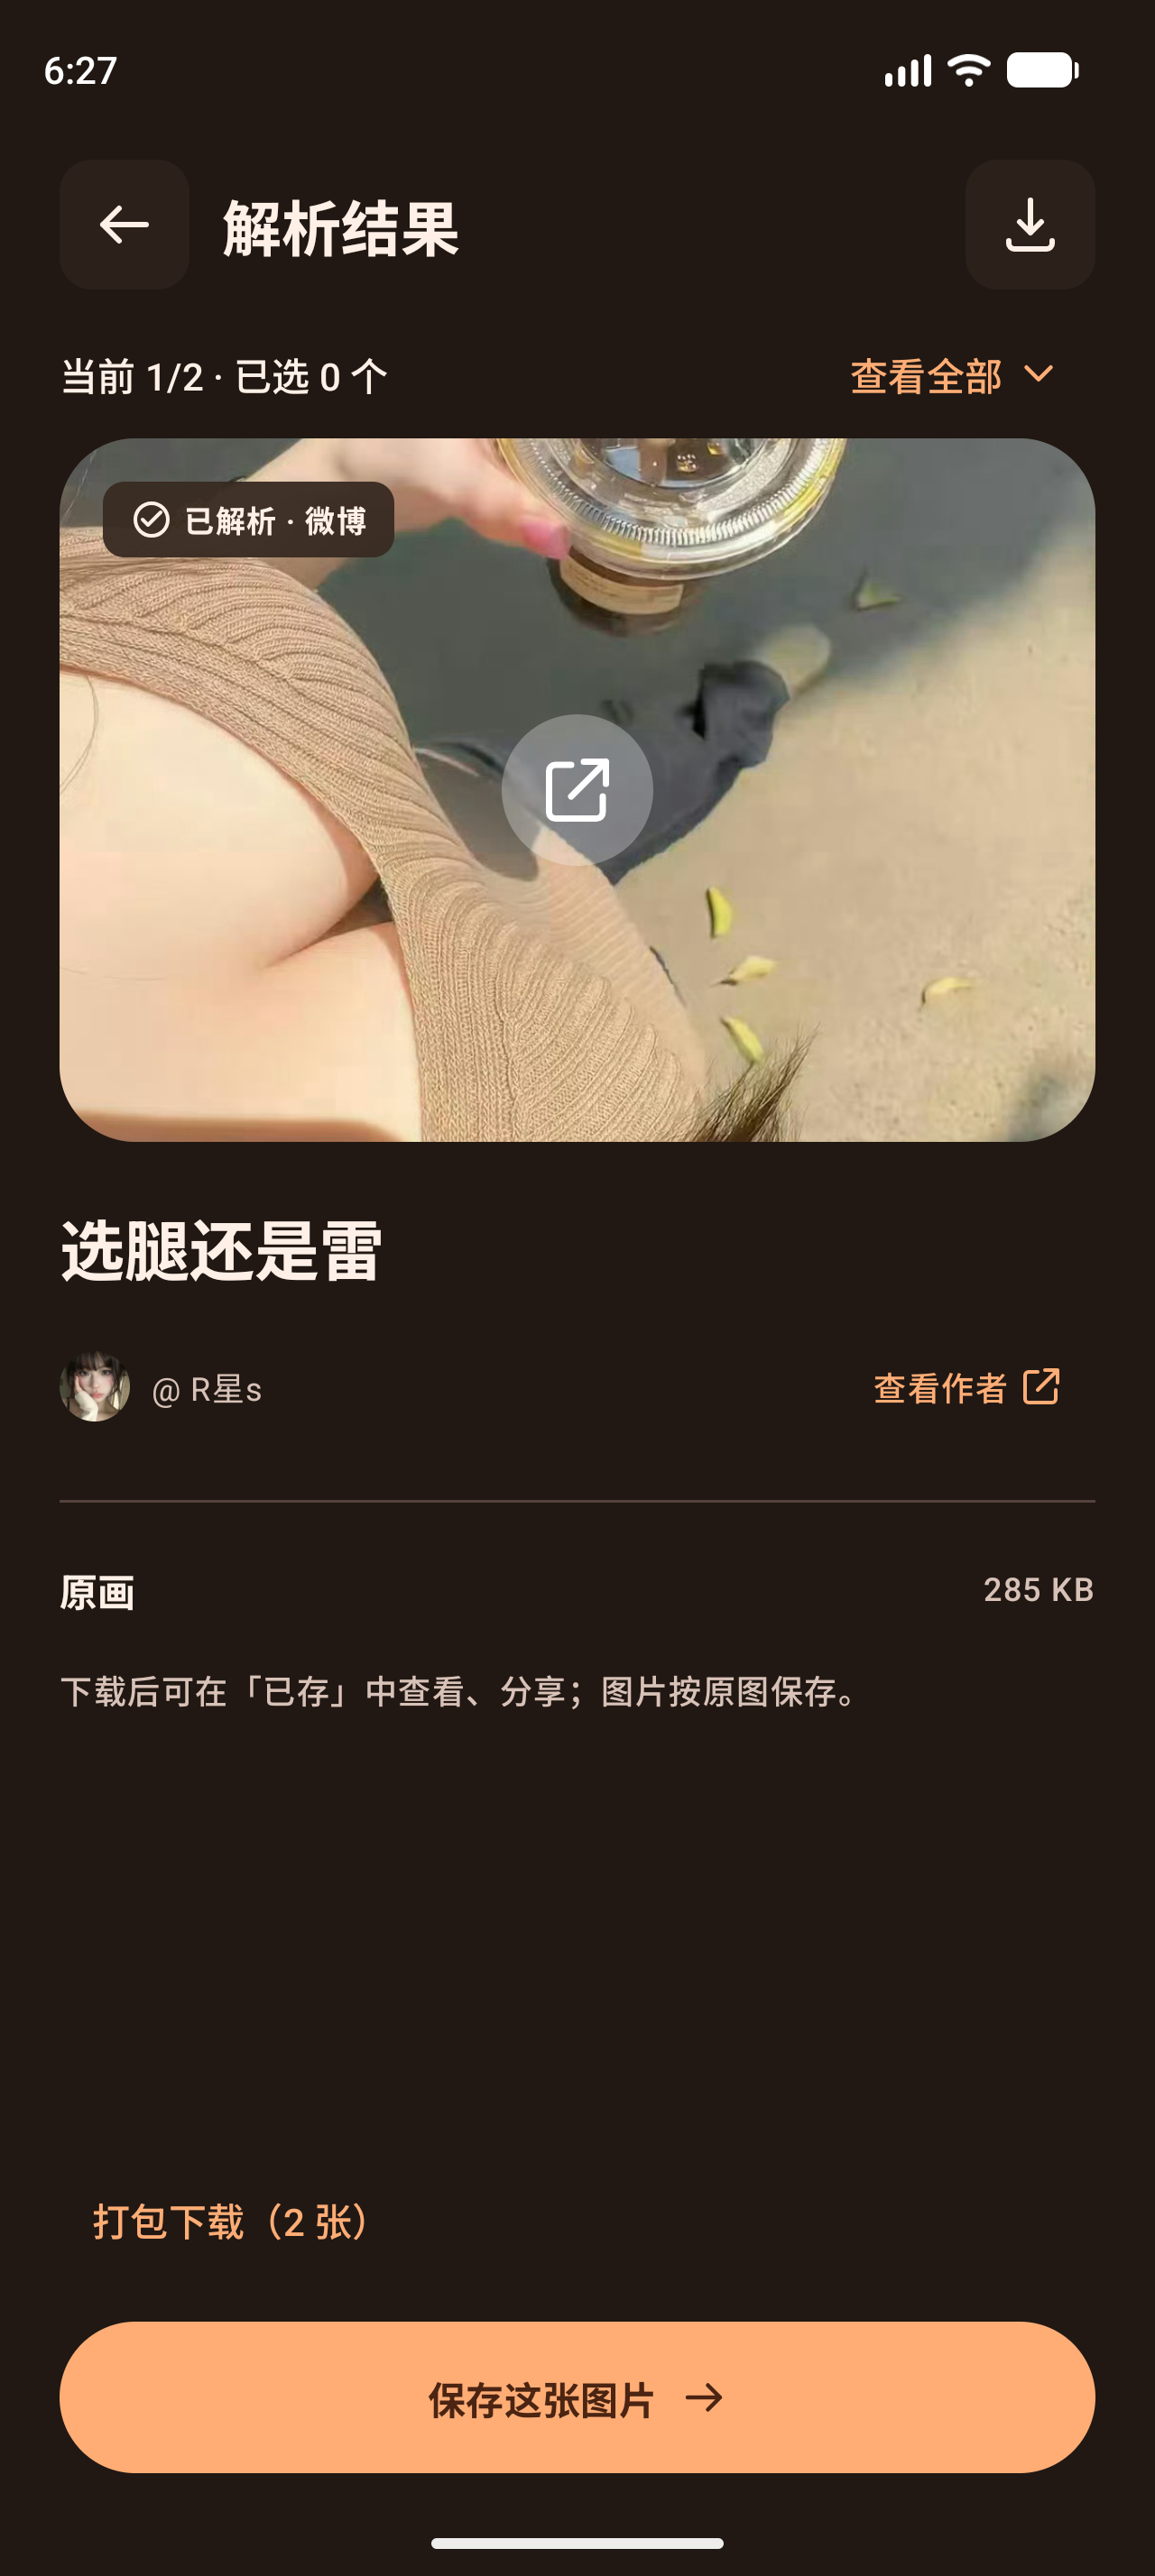 6:27
解析结果
当前 1/2 · 已选 0 个
查看全部
已解析 · 微博
选腿还是雷
@ R星s
查看作者
原画
285 KB
下载后可在「已存」中查看、分享；图片按原图保存。
打包下载（2 张）
保存这张图片